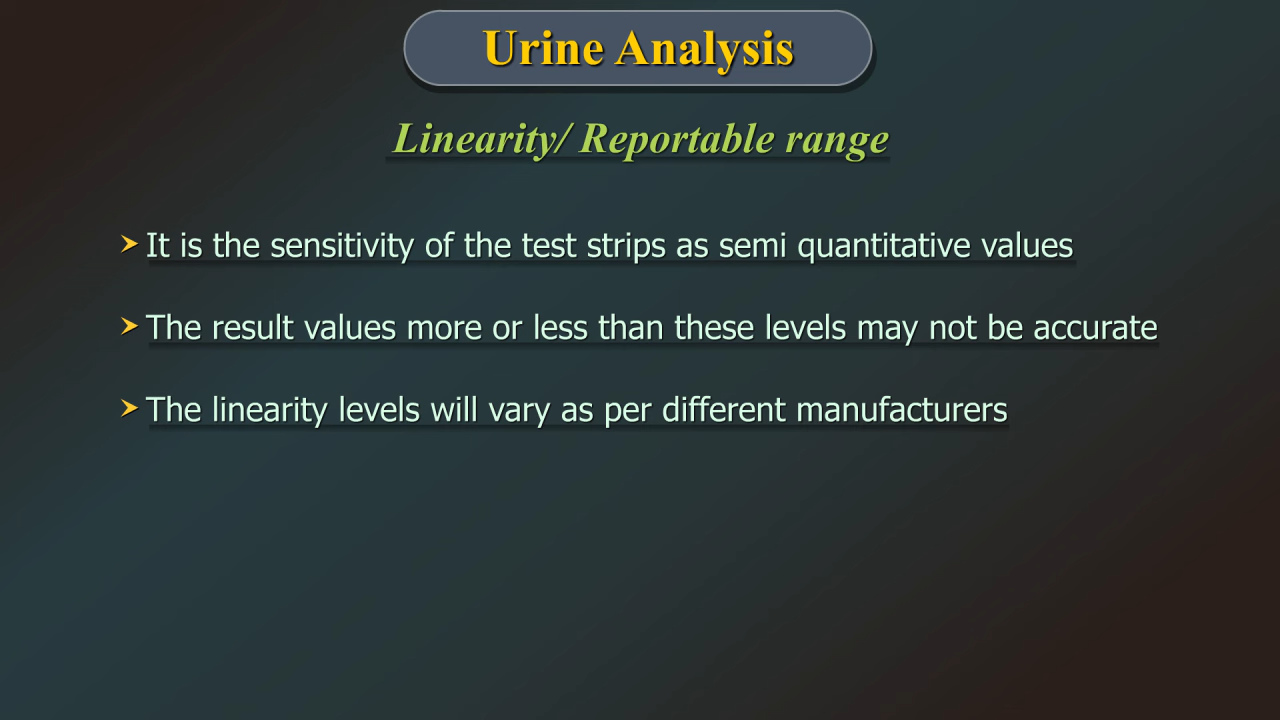 Urine Analysis
Linearity/ Reportable range
It is the sensitivity of the test strips as semi quantitative values
The result values more or less than these levels may not be accurate
The linearity levels will vary as per different manufacturers